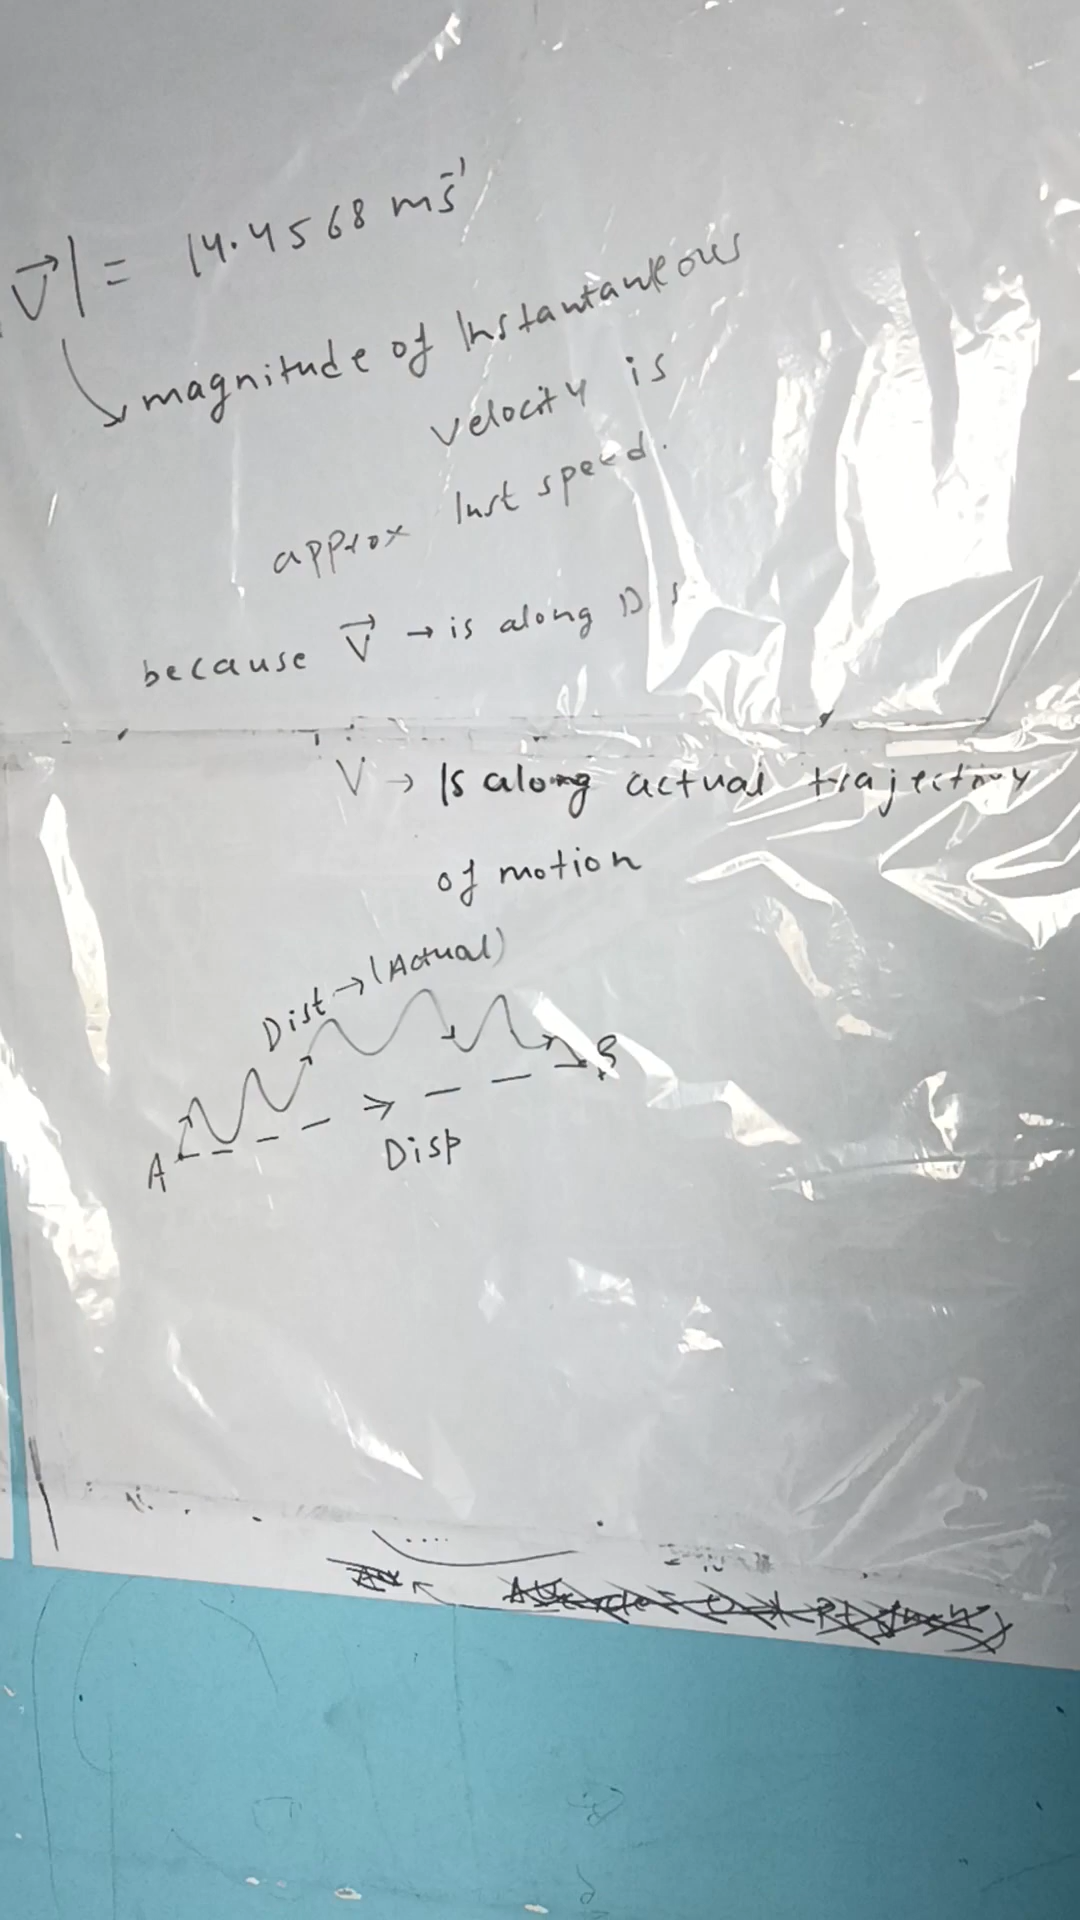 |V⃗| = 14.4568 ms⁻¹
magnitude of Instantaneous
velocity is
approx Inst speed.
because V⃗ → is along Dis
V → Is along actual trajectory
of motion
Dist → (Actual)
A B
Disp